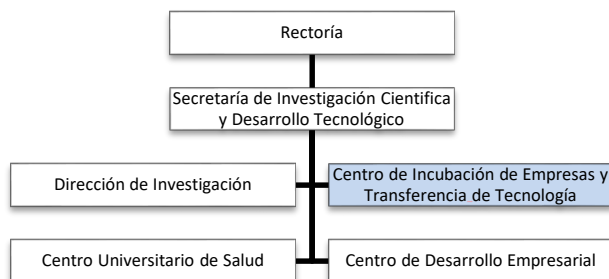 Rectoría
Secretaría de Investigación Cientifica
y Desarrollo Tecnológico
Dirección de Investigación
Centro de Incubación de Empresas y
Transferencia de Tecnología
Centro Universitario de Salud
Centro de Desarrollo Empresarial